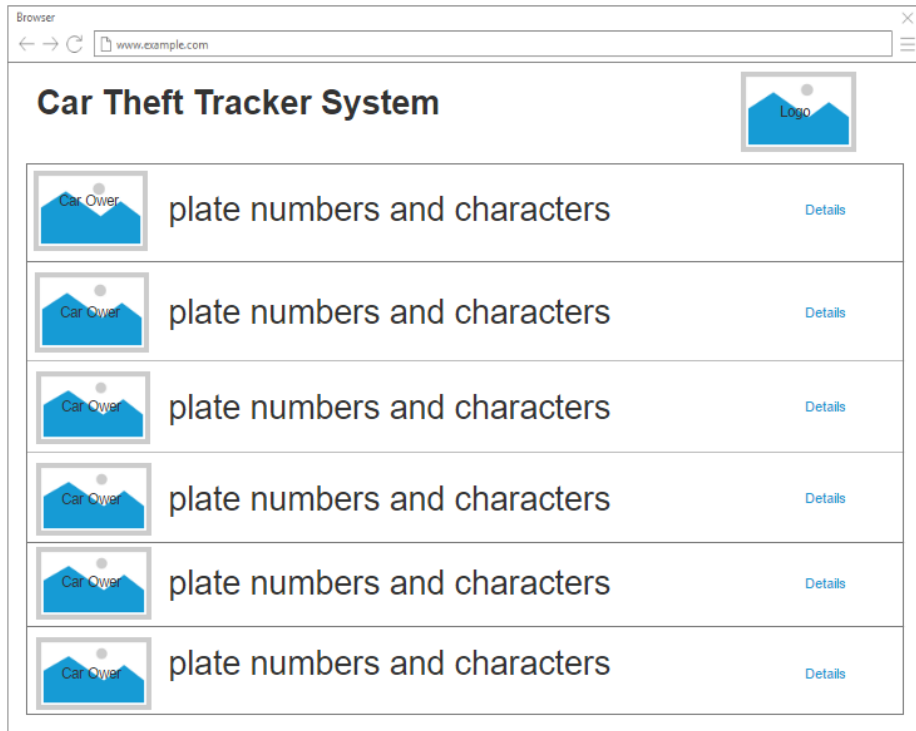 Browser
www.example.com
Car Theft Tracker System
Logo
Car Ower
plate numbers and characters
Details
Car Ower
plate numbers and characters
Details
Car Ower
plate numbers and characters
Details
Car Ower
plate numbers and characters
Details
Car Ower
plate numbers and characters
Details
Car Ower
plate numbers and characters
Details